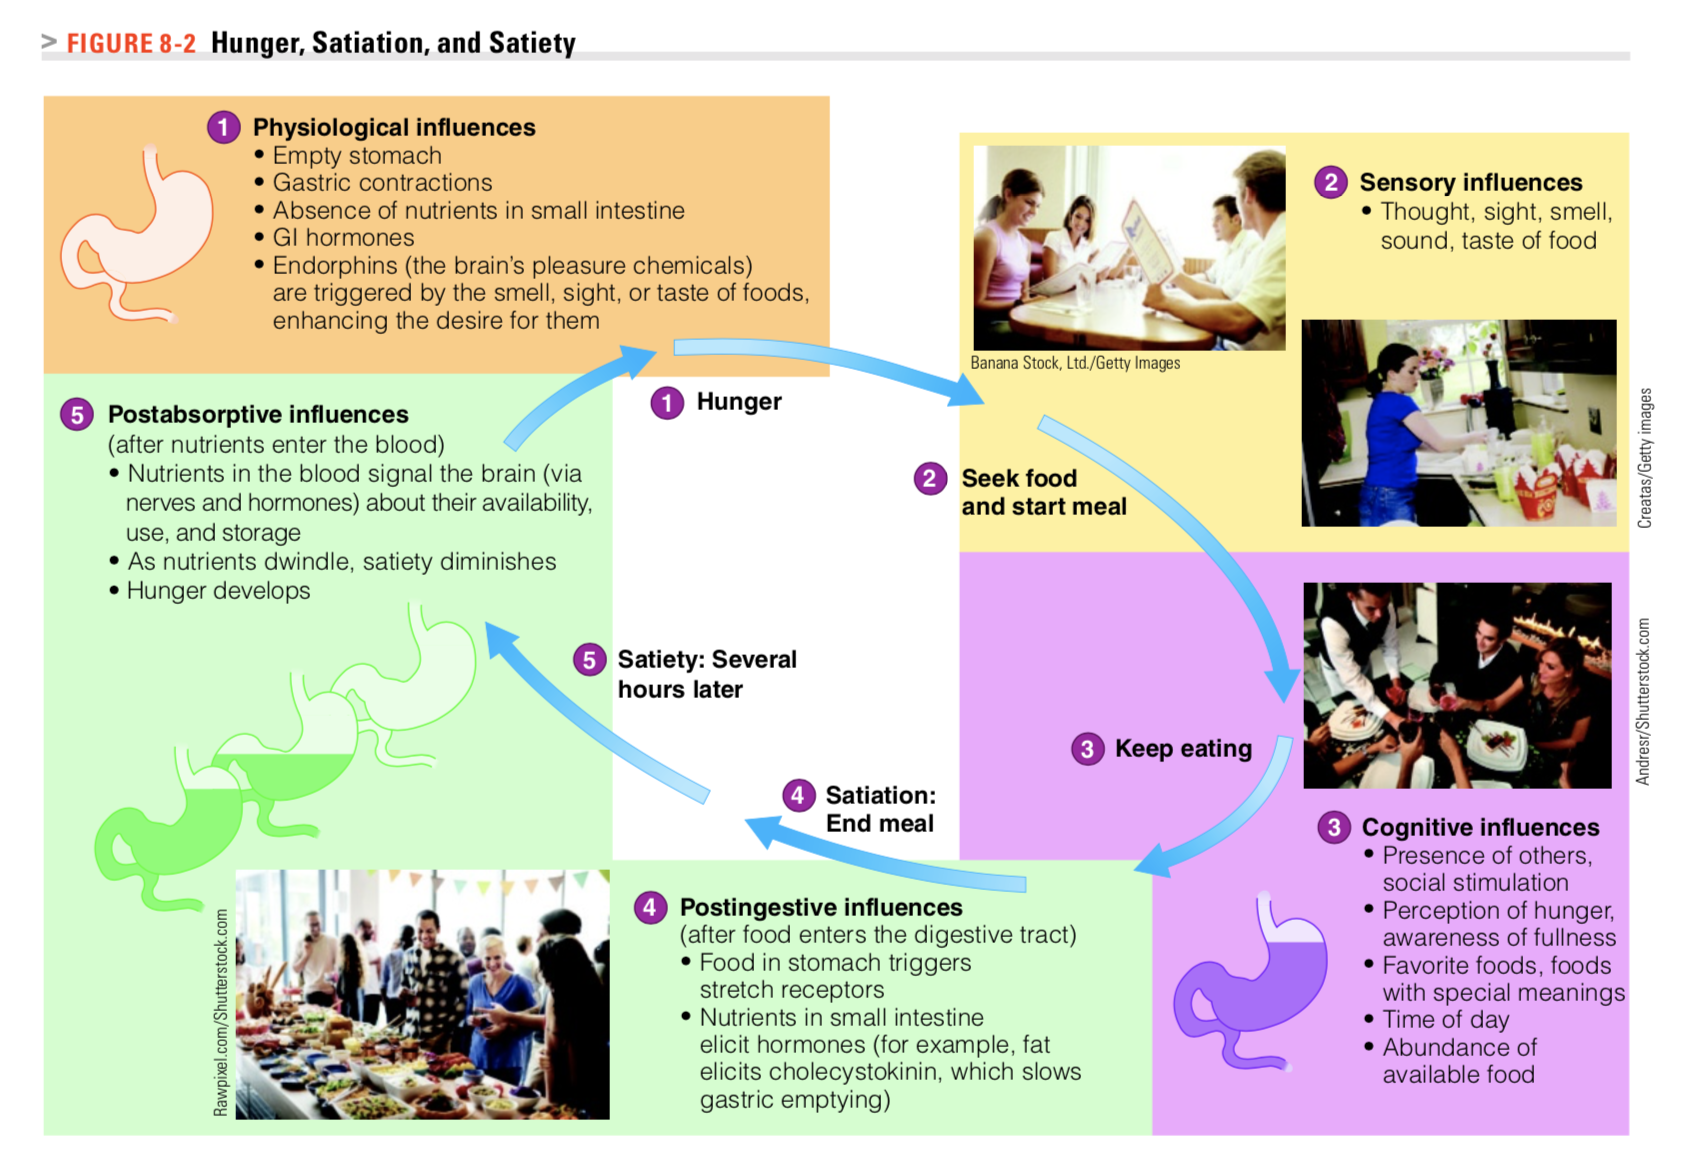 > FIGURE 8-2 Hunger, Satiation, and Satiety
1 Physiological influences
• Empty stomach
• Gastric contractions
• Absence of nutrients in small intestine
• GI hormones
• Endorphins (the brain's pleasure chemicals)
are triggered by the smell, sight, or taste of foods,
enhancing the desire for them
1 Hunger
2 Sensory influences
• Thought, sight, smell,
sound, taste of food
Banana Stock, Ltd./Getty Images
Creatas/Getty images
2 Seek food
and start meal
3 Keep eating
Andresr/Shutterstock.com
3 Cognitive influences
• Presence of others,
social stimulation
• Perception of hunger,
awareness of fullness
• Favorite foods, foods
with special meanings
• Time of day
• Abundance of
available food
4 Satiation:
End meal
4 Postingestive influences
(after food enters the digestive tract)
• Food in stomach triggers
stretch receptors
• Nutrients in small intestine
elicit hormones (for example, fat
elicits cholecystokinin, which slows
gastric emptying)
Rawpixel.com/Shutterstock.com
5 Satiety: Several
hours later
5 Postabsorptive influences
(after nutrients enter the blood)
• Nutrients in the blood signal the brain (via
nerves and hormones) about their availability,
use, and storage
• As nutrients dwindle, satiety diminishes
• Hunger develops